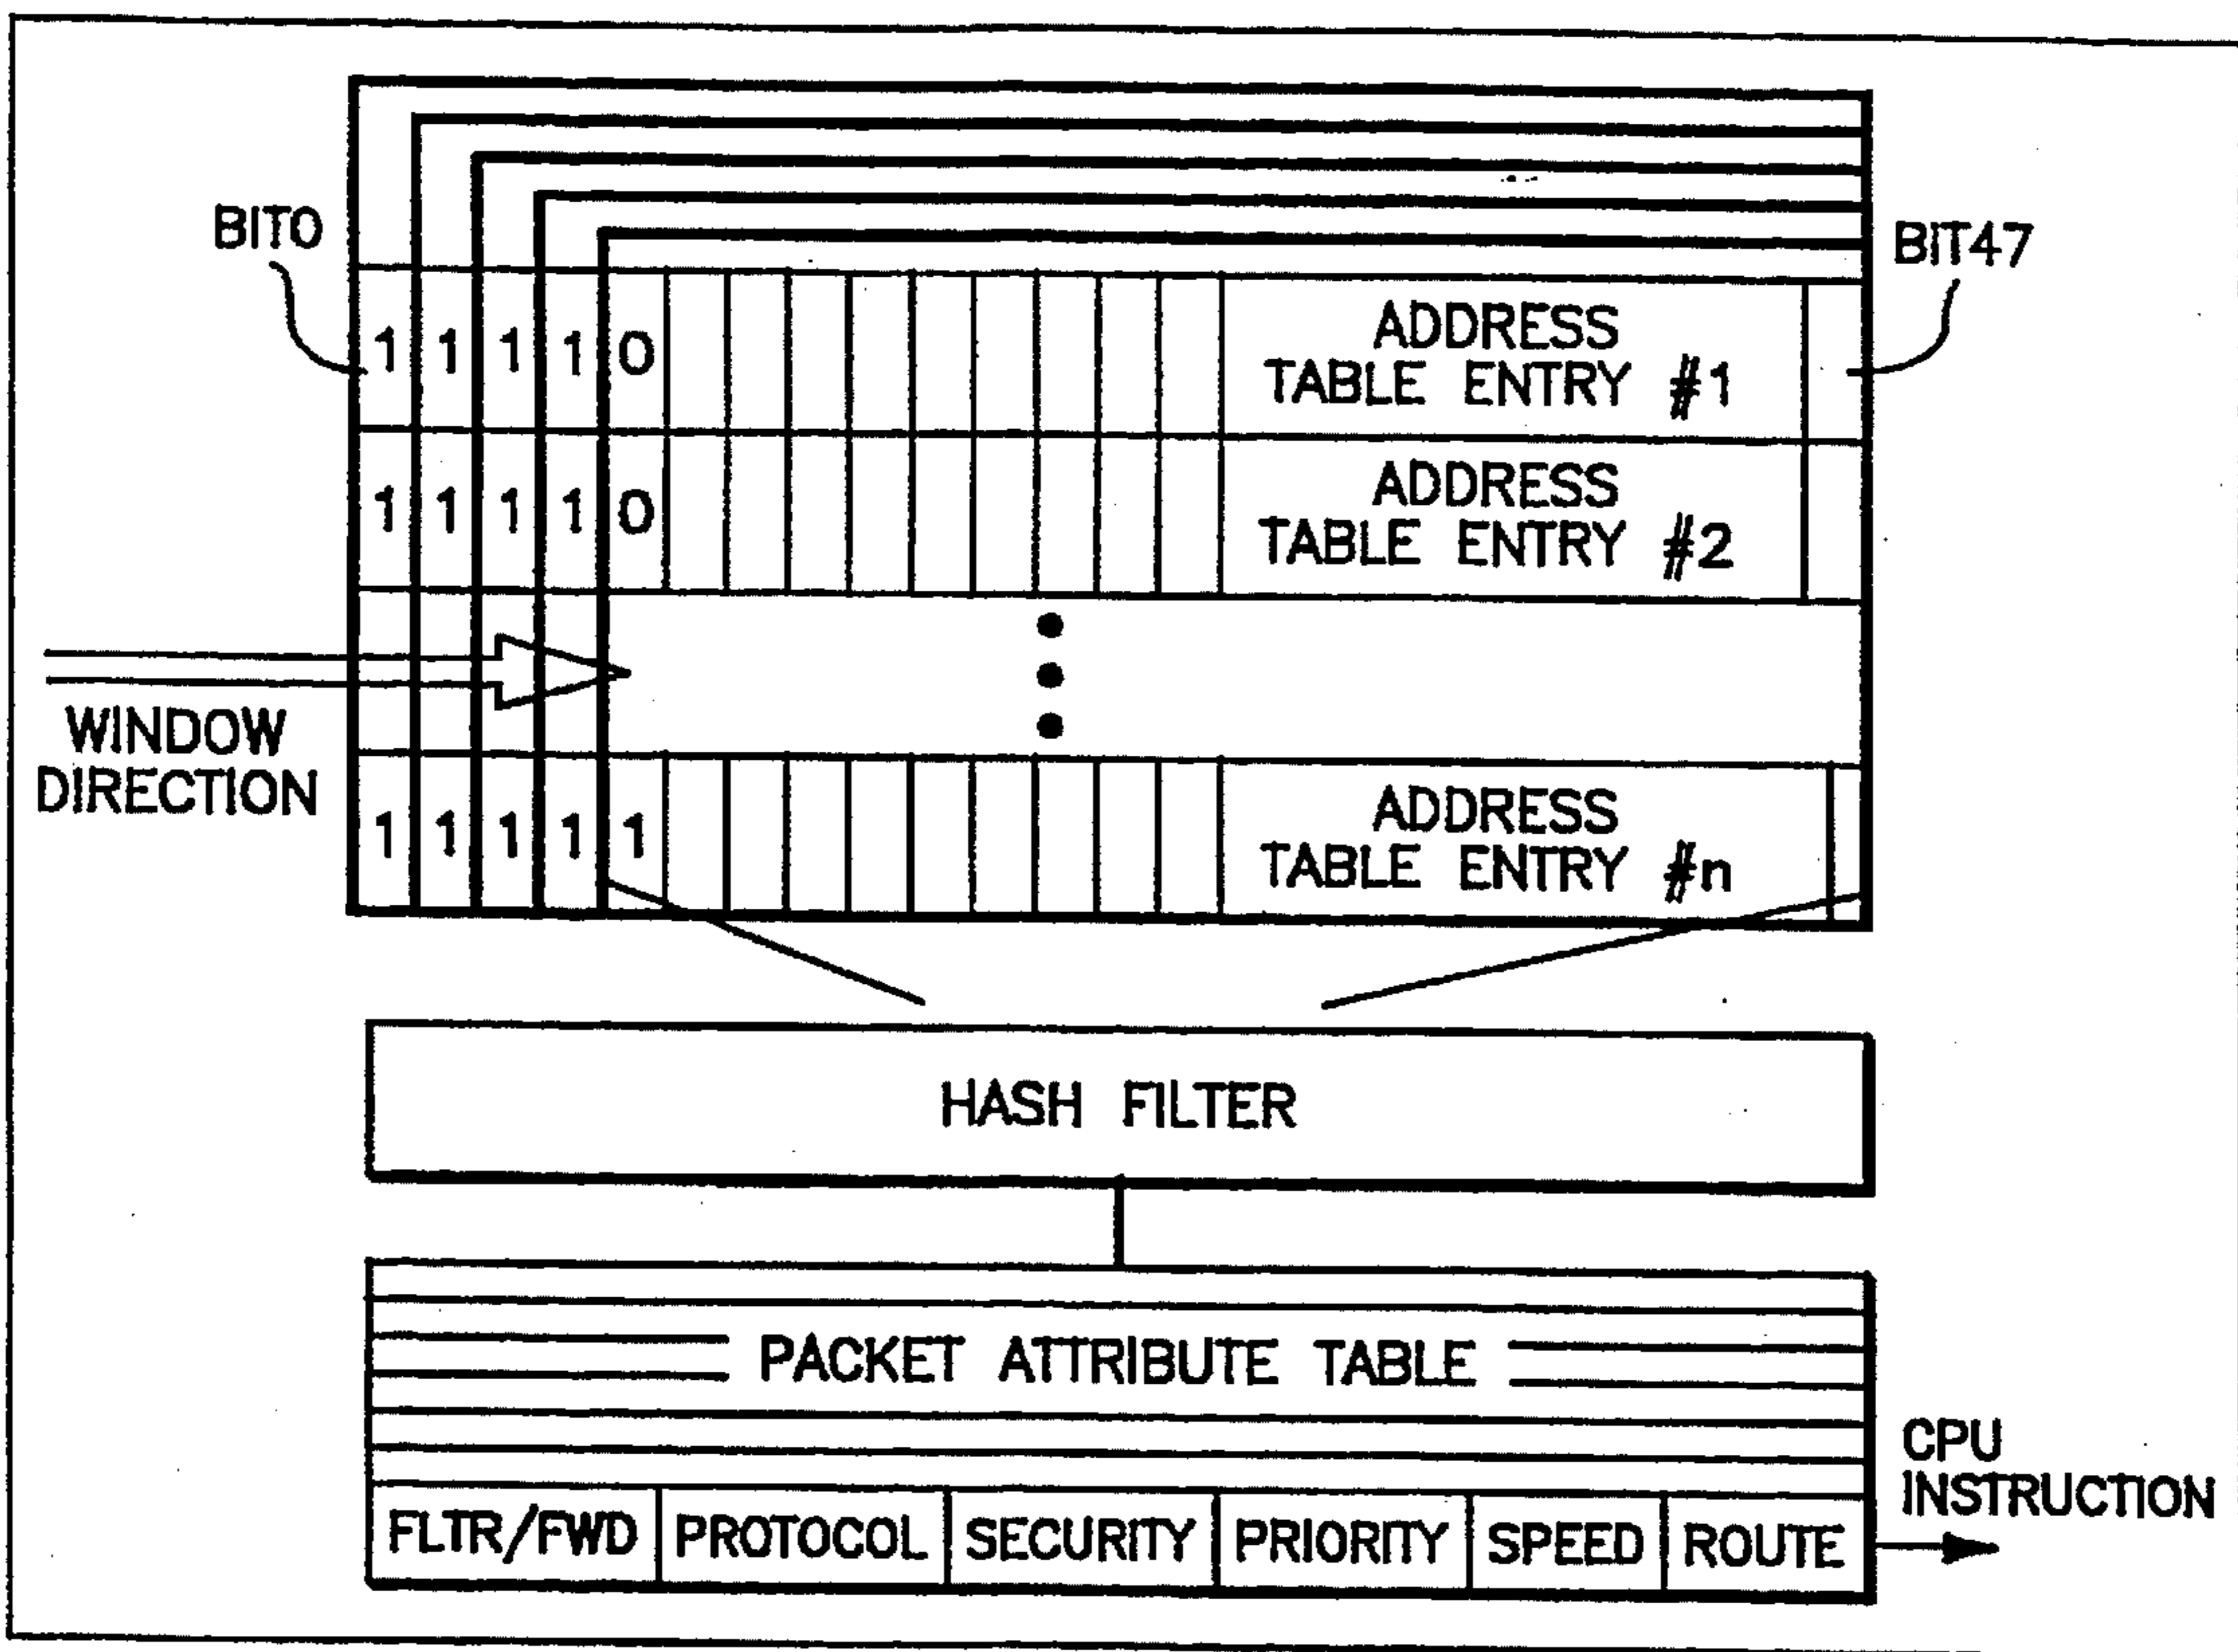 BIT0
BIT47
1 1 1 1 0
ADDRESS
TABLE ENTRY #1
1 1 1 1 0
ADDRESS
TABLE ENTRY #2
WINDOW
DIRECTION
1 1 1 1 1
ADDRESS
TABLE ENTRY #n
HASH FILTER
PACKET ATTRIBUTE TABLE
CPU
INSTRUCTION
FLTR/FWD PROTOCOL SECURITY PRIORITY SPEED ROUTE